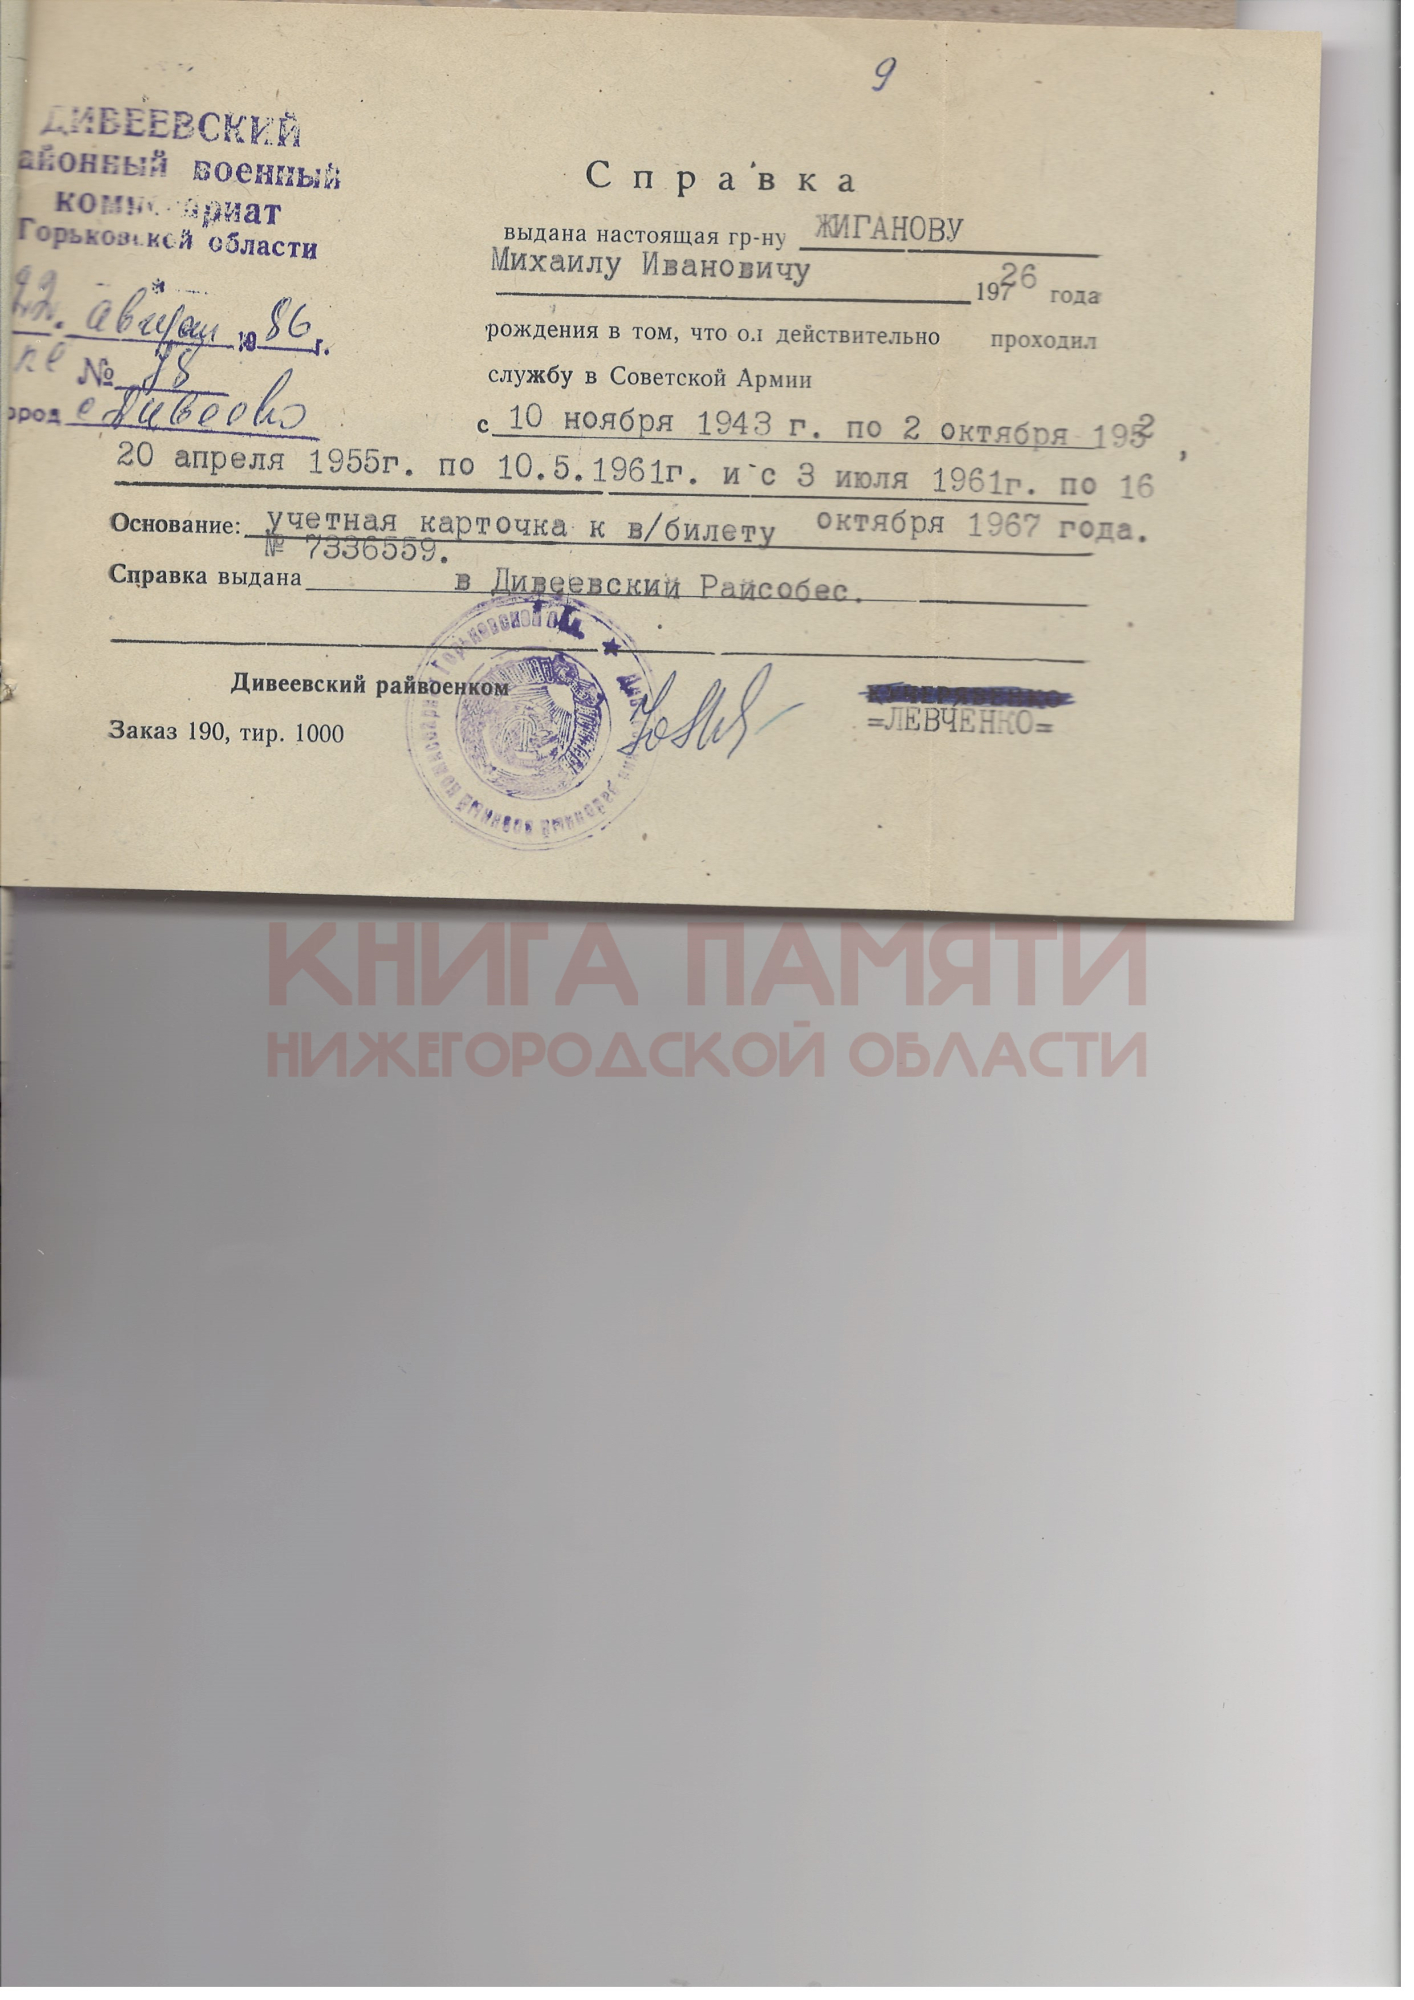 9
ДИВЕЕВСКИЙ
айонный военный
комиссариат
Горьковской области
22. августа 1986 г.
№ 78
ород с Дивеево
Справка
выдана настоящая гр-ну ЖИГАНОВУ
Михаилу Ивановичу 1926 года
рождения в том, что он действительно проходил
службу в Советской Армии
с 10 ноября 1943 г. по 2 октября 1952,
20 апреля 1955г. по 10.5.1961г. и с 3 июля 1961г. по 16
октября 1967 года.
Основание: учетная карточка к в/билету
№ 7336559.
Справка выдана в Дивеевский Райсобес.
Дивеевский райвоенком
=ЛЕВЧЕНКО=
Заказ 190, тир. 1000
КНИГА ПАМЯТИ
НИЖЕГОРОДСКОЙ ОБЛАСТИ